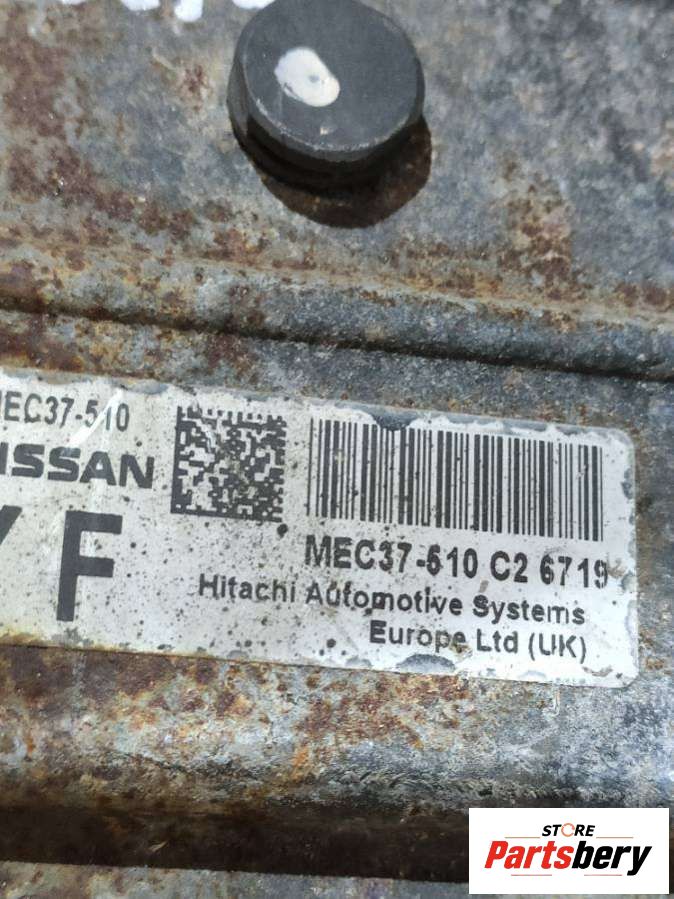 MEC37-510
NISSAN
F
MEC37-510 C2 6719
Hitachi Automotive Systems
Europe Ltd (UK)
STORE
Partsbery